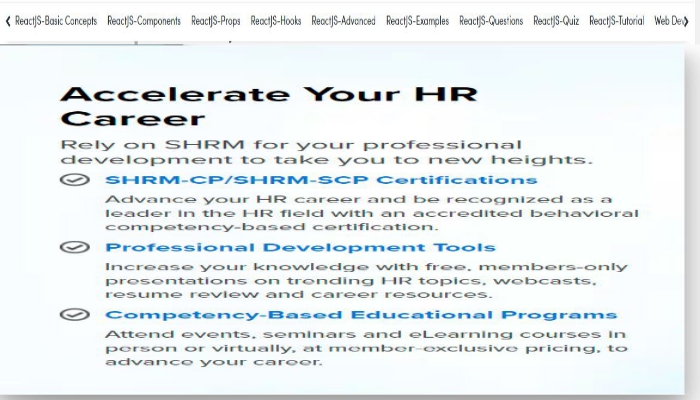 ReactJS-Basic Concepts ReactJS-Components ReactJS-Props ReactJS-Hooks ReactJS-Advanced ReactJS-Examples ReactJS-Questions ReactJS-Quiz ReactJS-Tutorial Web Dev
Accelerate Your HR
Career
Rely on SHRM for your professional
development to take you to new heights.
SHRM-CP/SHRM-SCP Certifications
Advance your HR career and be recognized as a
leader in the HR field with an accredited behavioral
competency-based certification.
Professional Development Tools
Increase your knowledge with free, members-only
presentations on trending HR topics, webcasts,
resume review and career resources.
Competency-Based Educational Programs
Attend events, seminars and eLearning courses in
person or virtually, at member-exclusive pricing, to
advance your career.